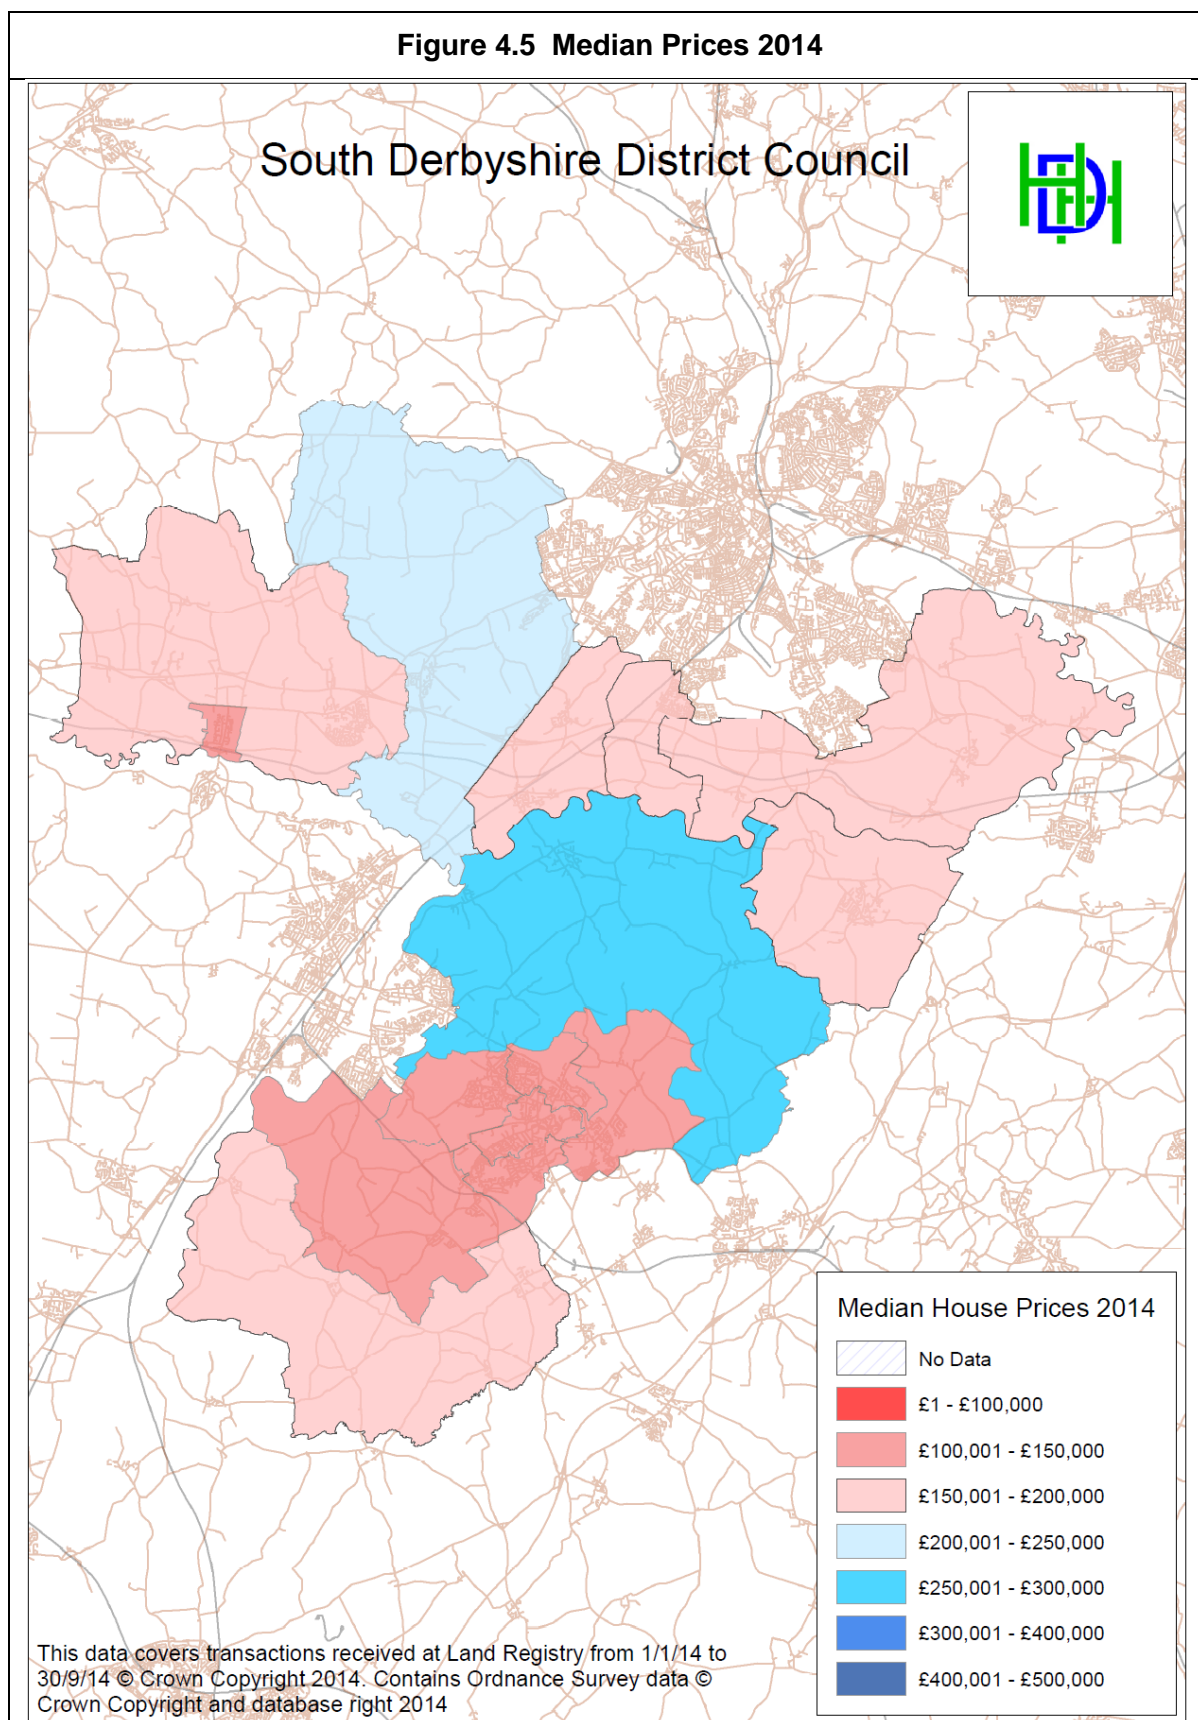 Figure 4.5  Median Prices 2014
South Derbyshire District Council
HDH
Median House Prices 2014
No Data
£1 - £100,000
£100,001 - £150,000
£150,001 - £200,000
£200,001 - £250,000
£250,001 - £300,000
£300,001 - £400,000
£400,001 - £500,000
This data covers transactions received at Land Registry from 1/1/14 to
30/9/14 © Crown Copyright 2014. Contains Ordnance Survey data ©
Crown Copyright and database right 2014